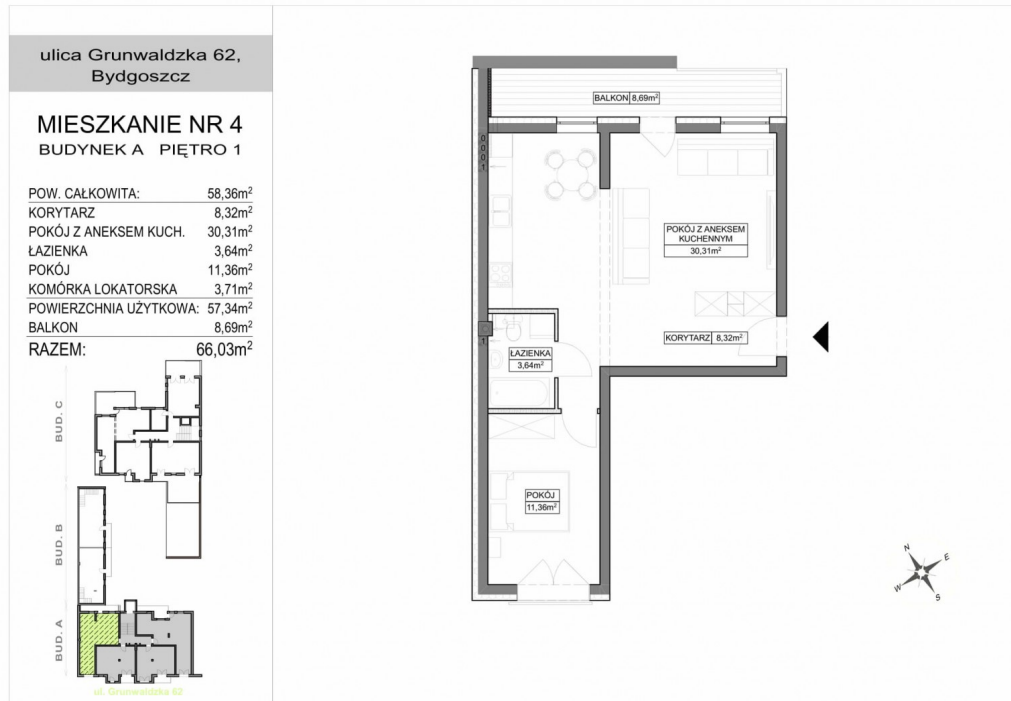 ulica Grunwaldzka 62,
Bydgoszcz
MIESZKANIE NR 4
BUDYNEK A PIĘTRO 1
POW. CAŁKOWITA: 58,36m²
KORYTARZ 8,32m²
POKÓJ Z ANEKSEM KUCH. 30,31m²
ŁAZIENKA 3,64m²
POKÓJ 11,36m²
KOMÓRKA LOKATORSKA 3,71m²
POWIERZCHNIA UŻYTKOWA: 57,34m²
BALKON 8,69m²
RAZEM: 66,03m²
BUD. C
BUD. B
BUD. A
ul. Grunwaldzka 62
BALKON 8,69m²
POKÓJ Z ANEKSEM
KUCHENNYM
30,31m²
KORYTARZ 8,32m²
ŁAZIENKA
3,64m²
POKÓJ
11,36m²
N
E
W
S